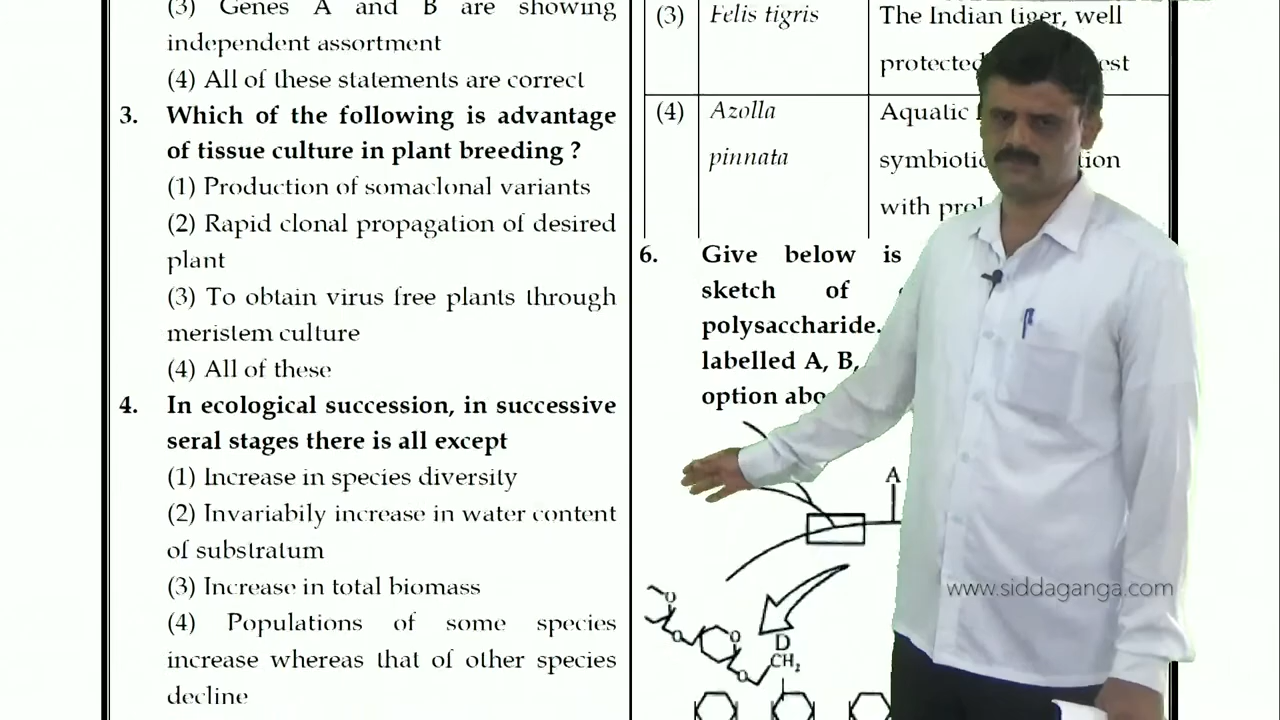 (3) Genes A and B are showing
independent assortment
(4) All of these statements are correct
3. Which of the following is advantage
of tissue culture in plant breeding ?
(1) Production of somaclonal variants
(2) Rapid clonal propagation of desired
plant
(3) To obtain virus free plants through
meristem culture
(4) All of these
4. In ecological succession, in successive
seral stages there is all except
(1) Increase in species diversity
(2) Invariabily increase in water content
of substratum
(3) Increase in total biomass
(4) Populations of some species
increase whereas that of other species
decline
(3) Felis tigris The Indian tiger, well
protected
(4) Azolla Aquatic
pinnata
with
6. Give below is
sketch of
polysaccharide.
labelled A, B,
option
A
O
O
O
O
D
CH₂
www.siddaganga.com